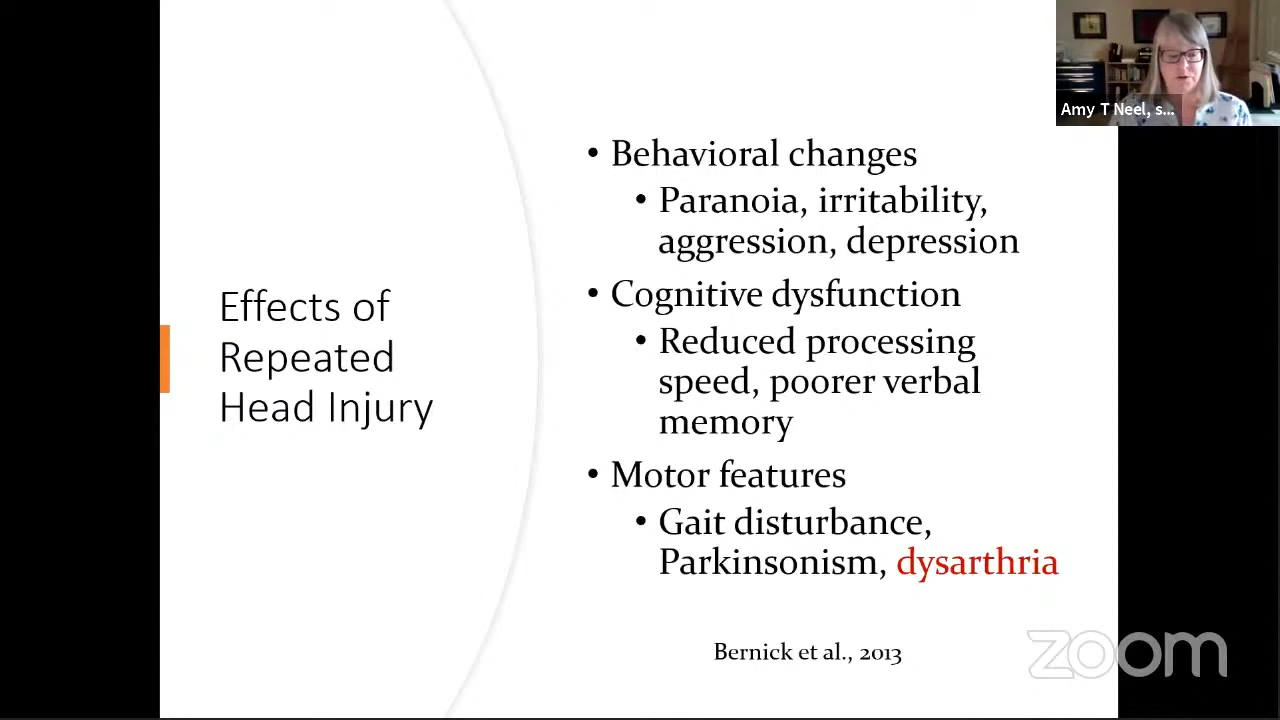 Amy T Neel, s...
Effects of
Repeated
Head Injury
• Behavioral changes
• Paranoia, irritability,
aggression, depression
• Cognitive dysfunction
• Reduced processing
speed, poorer verbal
memory
• Motor features
• Gait disturbance,
Parkinsonism, dysarthria
Bernick et al., 2013
zoom